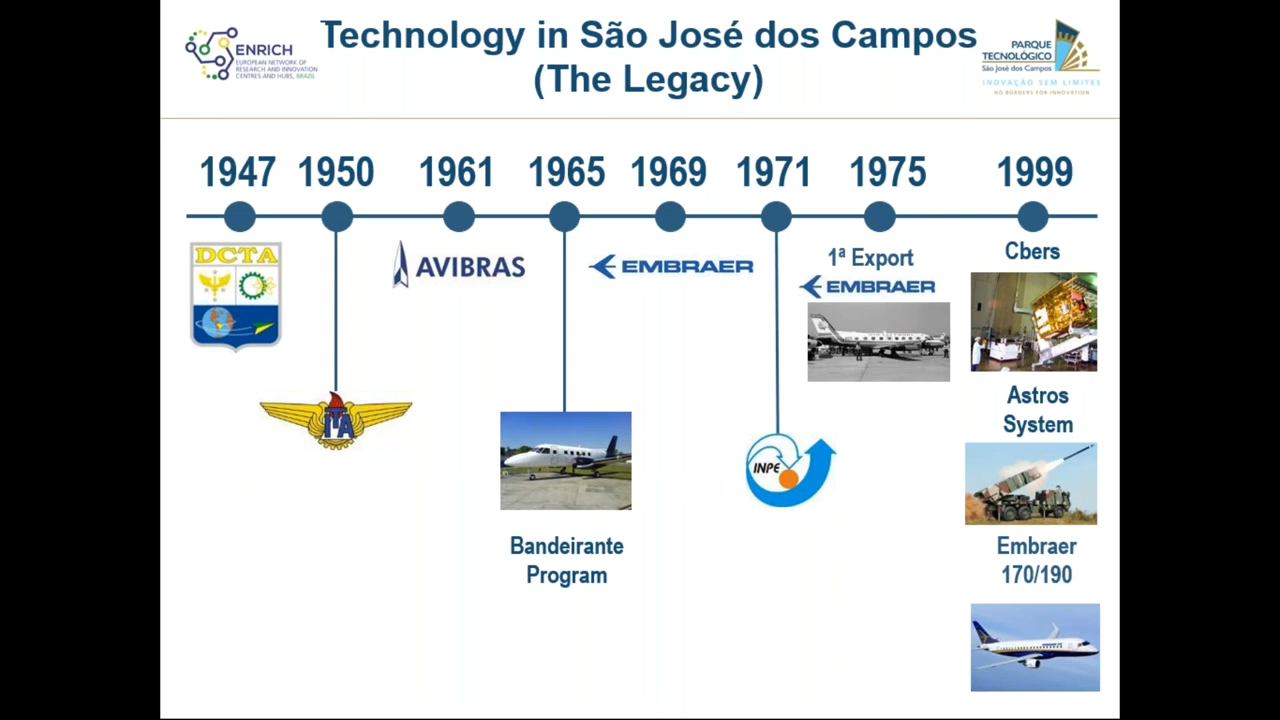 Technology in São José dos Campos
(The Legacy)
ENRICH
EUROPEAN NETWORK OF
RESEARCH AND INNOVATION
CENTRES AND HUBS, BRAZIL
PARQUE
TECNOLÓGICO
São José dos Campos
INOVAÇÃO SEM LIMITES
NO BORDERS FOR INNOVATION
1947
1950
1961
1965
1969
1971
1975
1999
DCTA
ITA
AVIBRAS
Bandeirante
Program
EMBRAER
INPE
1ª Export
EMBRAER
Cbers
Astros
System
Embraer
170/190